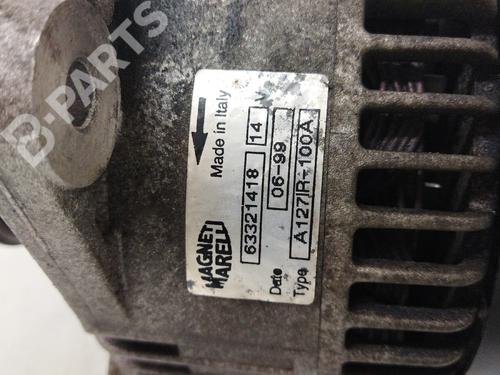 B-PARTS
MAGNETI
MARELLI
Made in Italy
63321418 14 V
Date 06-99
Type A127IR-100A